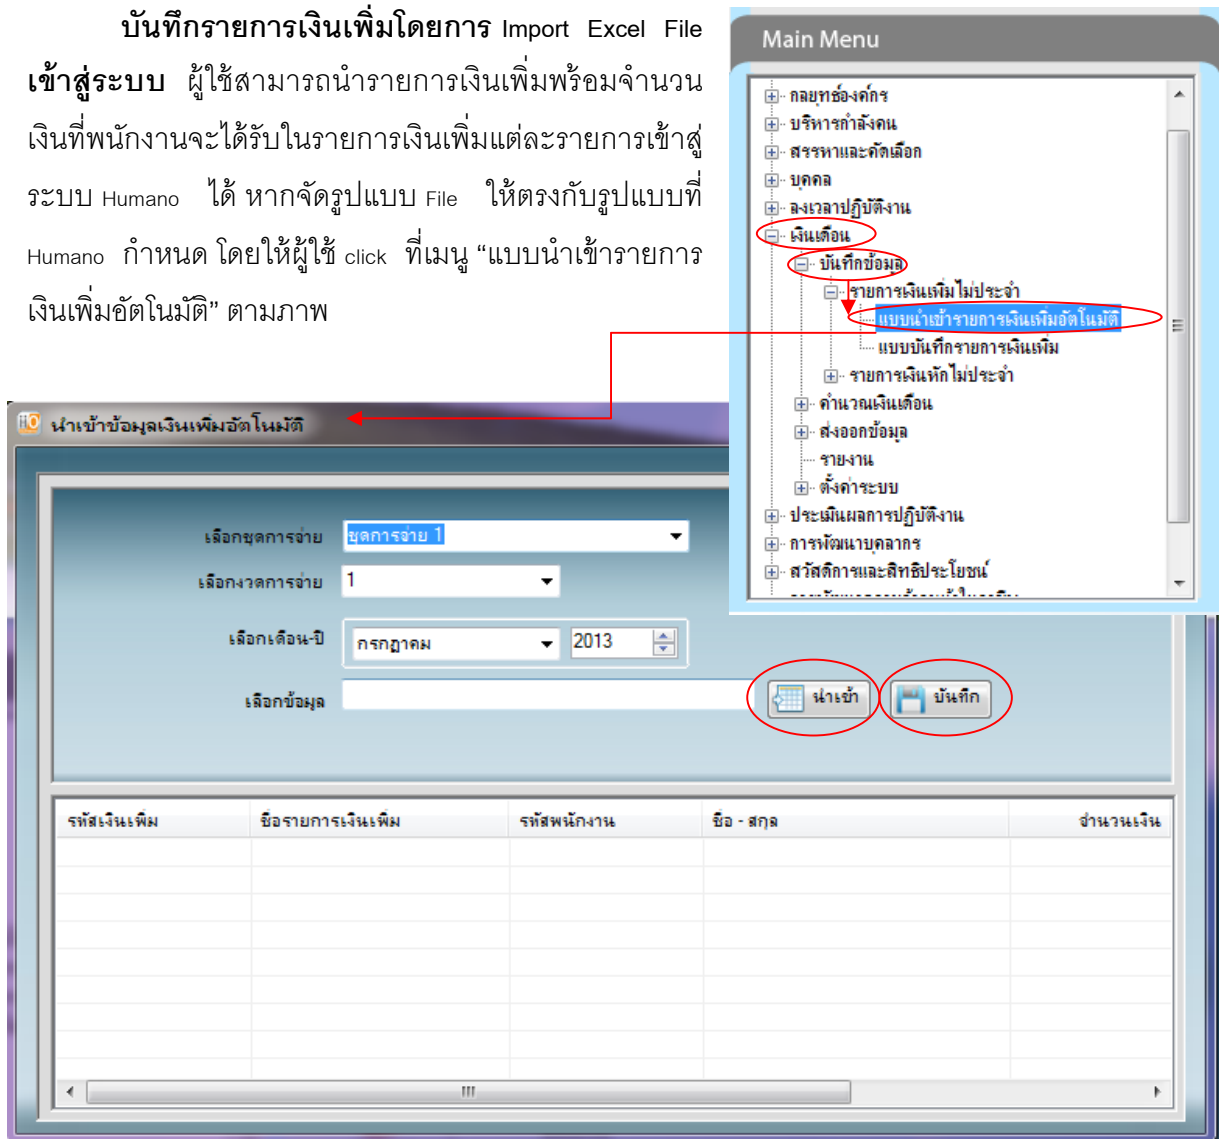 บันทึกรายการเงินเพิ่มโดยการ Import Excel File
เข้าสู่ระบบ ผู้ใช้สามารถนำรายการเงินเพิ่มพร้อมจำนวน
เงินที่พนักงานจะได้รับในรายการเงินเพิ่มแต่ละรายการเข้าสู่
ระบบ Humano ได้ หากจัดรูปแบบ File ให้ตรงกับรูปแบบที่
Humano กำหนด โดยให้ผู้ใช้ click ที่เมนู “แบบนำเข้ารายการ
เงินเพิ่มอัตโนมัติ” ตามภาพ
Main Menu
กลยุทธ์องค์กร
บริหารกำลังคน
สรรหาและคัดเลือก
บุคคล
ลงเวลาปฏิบัติงาน
เงินเดือน
บันทึกข้อมูล
รายการเงินเพิ่มไม่ประจำ
แบบนำเข้ารายการเงินเพิ่มอัตโนมัติ
แบบบันทึกรายการเงินเพิ่ม
รายการเงินหักไม่ประจำ
คำนวณเงินเดือน
ส่งออกข้อมูล
รายงาน
ตั้งค่าระบบ
ประเมินผลการปฏิบัติงาน
การพัฒนาบุคลากร
สวัสดิการและสิทธิประโยชน์
นำเข้าข้อมูลเงินเพิ่มอัตโนมัติ
เลือกชุดการจ่าย ชุดการจ่าย 1
เลือกงวดการจ่าย 1
เลือกเดือน-ปี กรกฎาคม 2013
เลือกข้อมูล นำเข้า บันทึก
รหัสเงินเพิ่ม ชื่อรายการเงินเพิ่ม รหัสพนักงาน ชื่อ - สกุล จำนวนเงิน